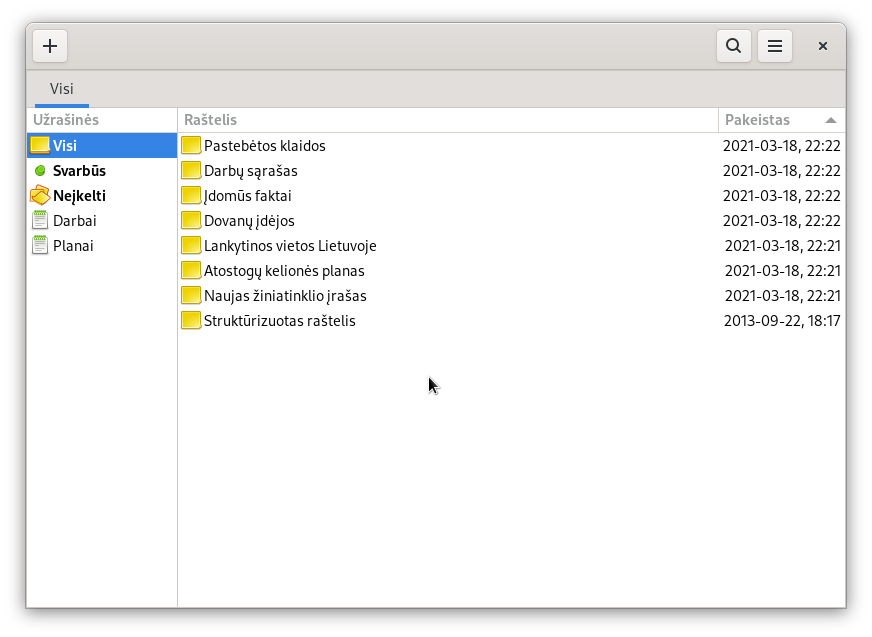 Visi
Užrašinės Raštelis Pakeistas
Visi Pastebėtos klaidos 2021-03-18, 22:22
Svarbūs Darbų sąrašas 2021-03-18, 22:22
Neįkelti Įdomūs faktai 2021-03-18, 22:22
Darbai Dovanų įdėjos 2021-03-18, 22:22
Planai Lankytinos vietos Lietuvoje 2021-03-18, 22:21
Atostogų kelionės planas 2021-03-18, 22:21
Naujas žiniatinklio įrašas 2021-03-18, 22:21
Struktūrizuotas raštelis 2013-09-22, 18:17